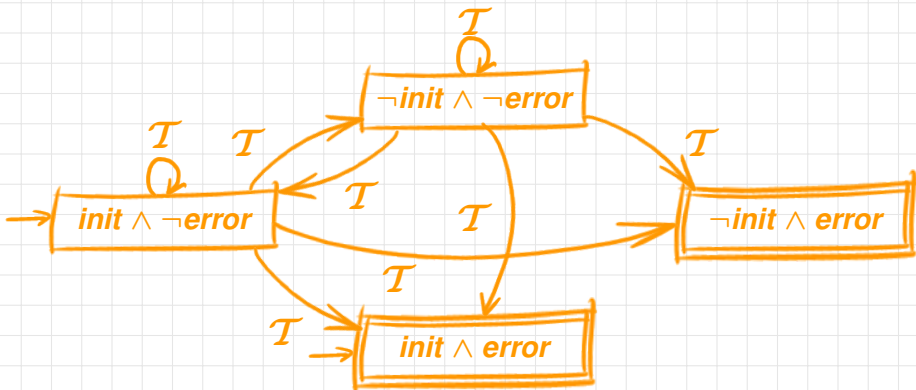 𝒯
¬init ∧ ¬error
𝒯
𝒯
𝒯
𝒯
init ∧ ¬error
𝒯
¬init ∧ error
𝒯
𝒯
init ∧ error